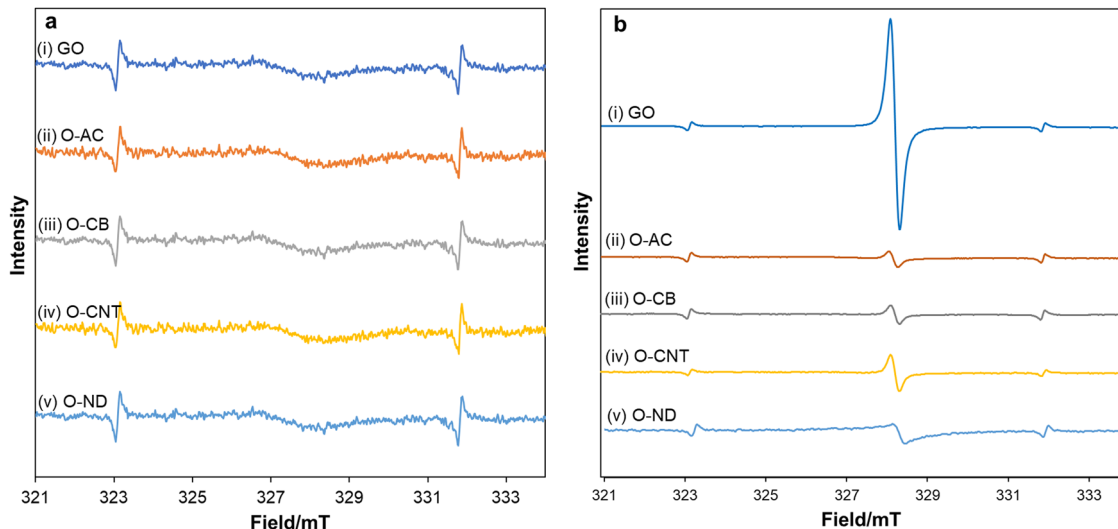 a
(i) GO
(ii) O-AC
(iii) O-CB
(iv) O-CNT
(v) O-ND
Intensity
321 323 325 327 329 331 333
Field/mT
b
(i) GO
(ii) O-AC
(iii) O-CB
(iv) O-CNT
(v) O-ND
Intensity
321 323 325 327 329 331 333
Field/mT